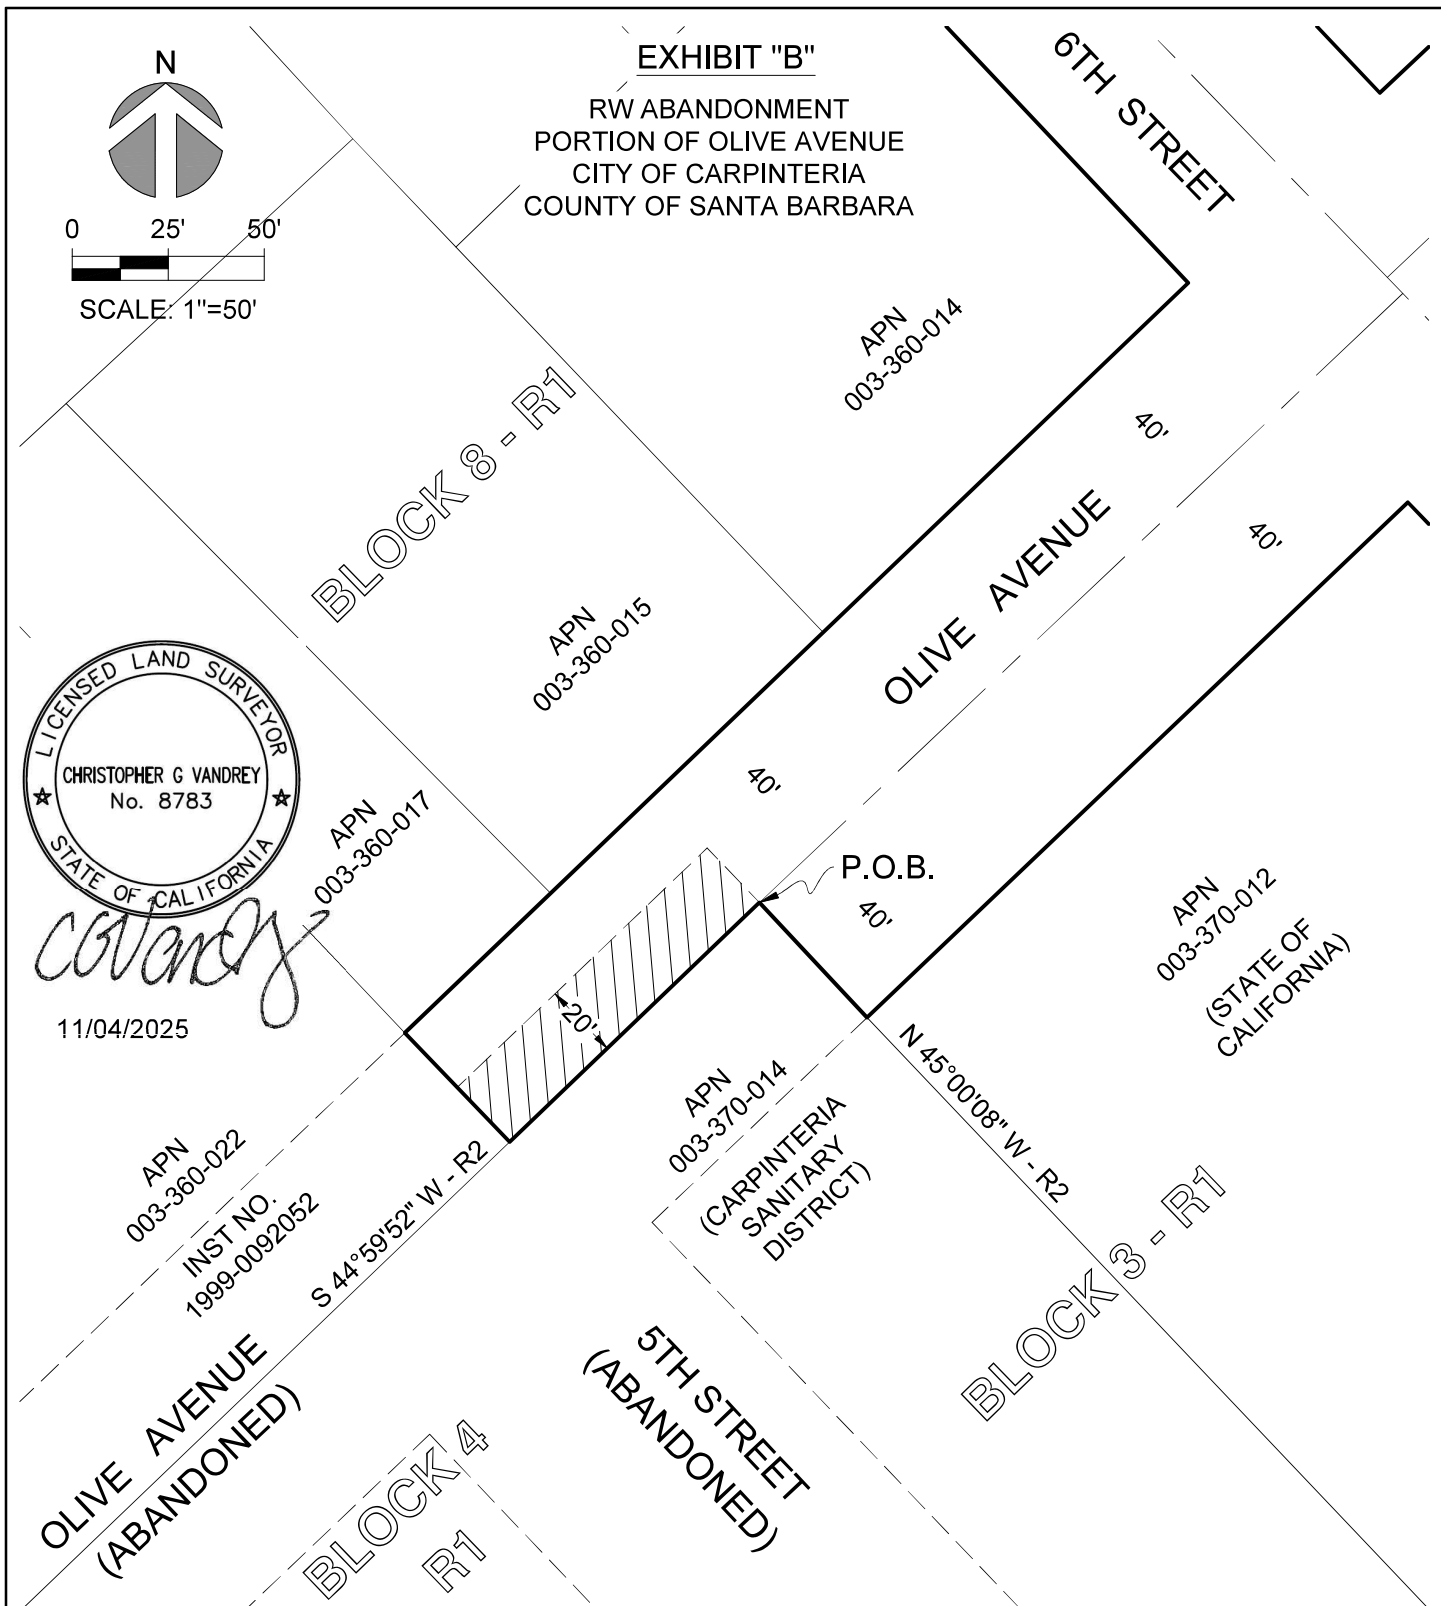 EXHIBIT "B"
RW ABANDONMENT
PORTION OF OLIVE AVENUE
CITY OF CARPINTERIA
COUNTY OF SANTA BARBARA
N
0 25' 50'
SCALE: 1"=50'
6TH STREET
APN
003-360-014
BLOCK 8 - R1
40'
40'
OLIVE AVENUE
APN
003-360-015
LICENSED LAND SURVEYOR
CHRISTOPHER G VANDREY
No. 8783
STATE OF CALIFORNIA
40'
APN
003-360-017
P.O.B.
40'
APN
003-370-012
(STATE OF
CALIFORNIA)
11/04/2025
20'
N 45°00'08" W - R2
APN
003-370-014
(CARPINTERIA
SANITARY
DISTRICT)
APN
003-360-022
INST NO.
1999-0092052
S 44°59'52" W - R2
BLOCK 3 - R1
OLIVE AVENUE
(ABANDONED)
5TH STREET
(ABANDONED)
BLOCK 4
R1